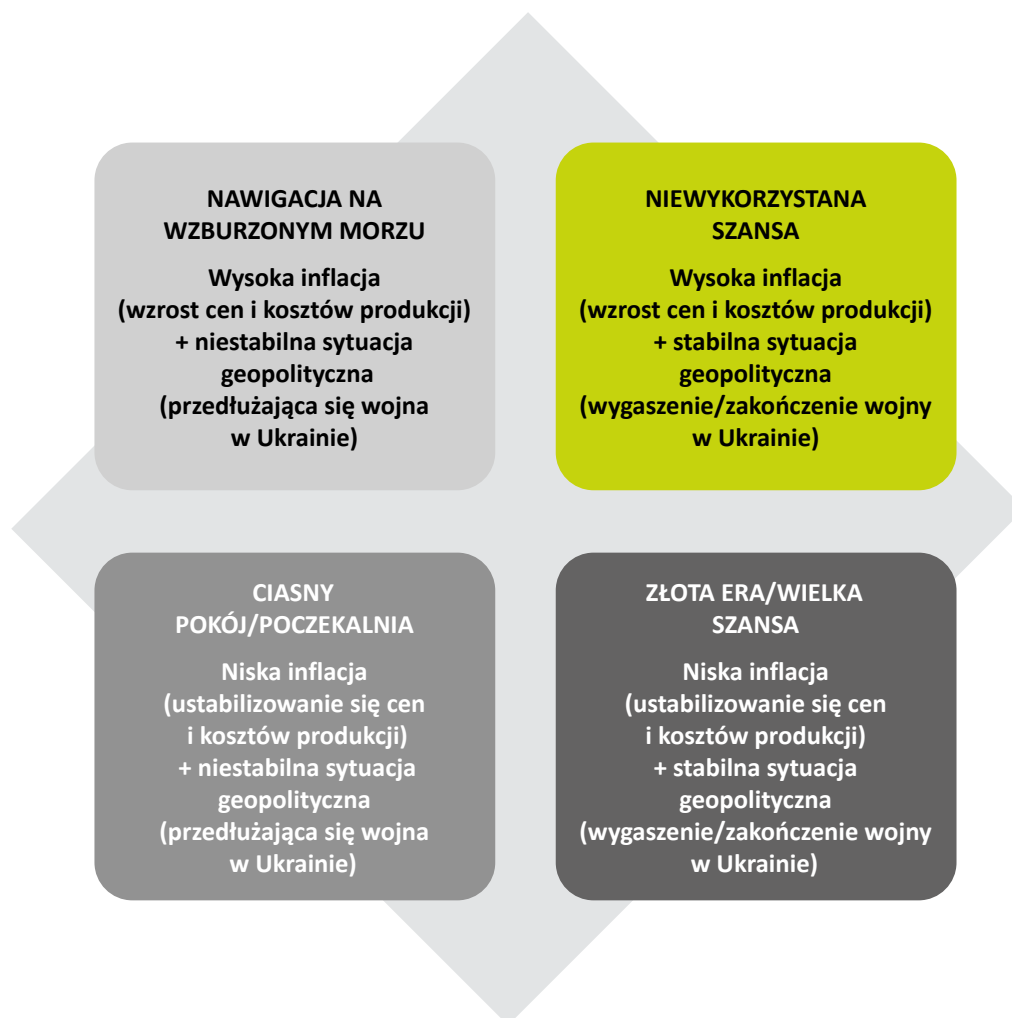 NAWIGACJA NA
WZBURZONYM MORZU
Wysoka inflacja
(wzrost cen i kosztów produkcji)
+ niestabilna sytuacja
geopolityczna
(przedłużająca się wojna
w Ukrainie)
NIEWYKORZYSTANA
SZANSA
Wysoka inflacja
(wzrost cen i kosztów produkcji)
+ stabilna sytuacja
geopolityczna
(wygaszenie/zakończenie wojny
w Ukrainie)
CIASNY
POKÓJ/POCZEKALNIA
Niska inflacja
(ustabilizowanie się cen
i kosztów produkcji)
+ niestabilna sytuacja
geopolityczna
(przedłużająca się wojna
w Ukrainie)
ZŁOTA ERA/WIELKA
SZANSA
Niska inflacja
(ustabilizowanie się cen
i kosztów produkcji)
+ stabilna sytuacja
geopolityczna
(wygaszenie/zakończenie wojny
w Ukrainie)